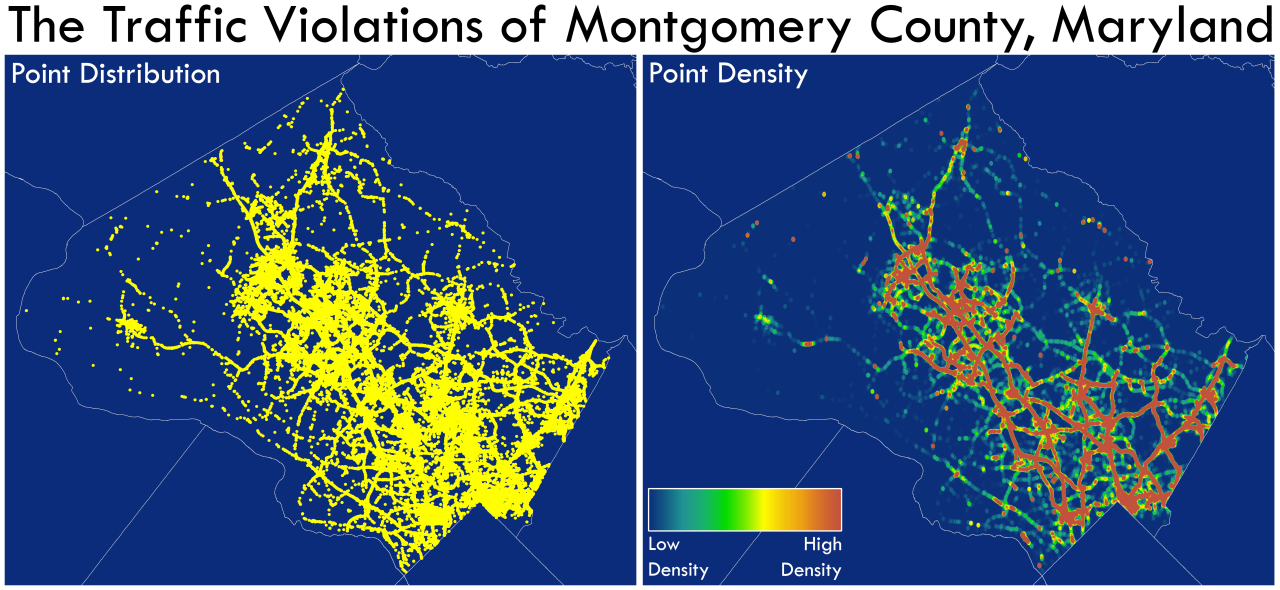 The Traffic Violations of Montgomery County, Maryland
Point Distribution
Point Density
Low Density
High Density